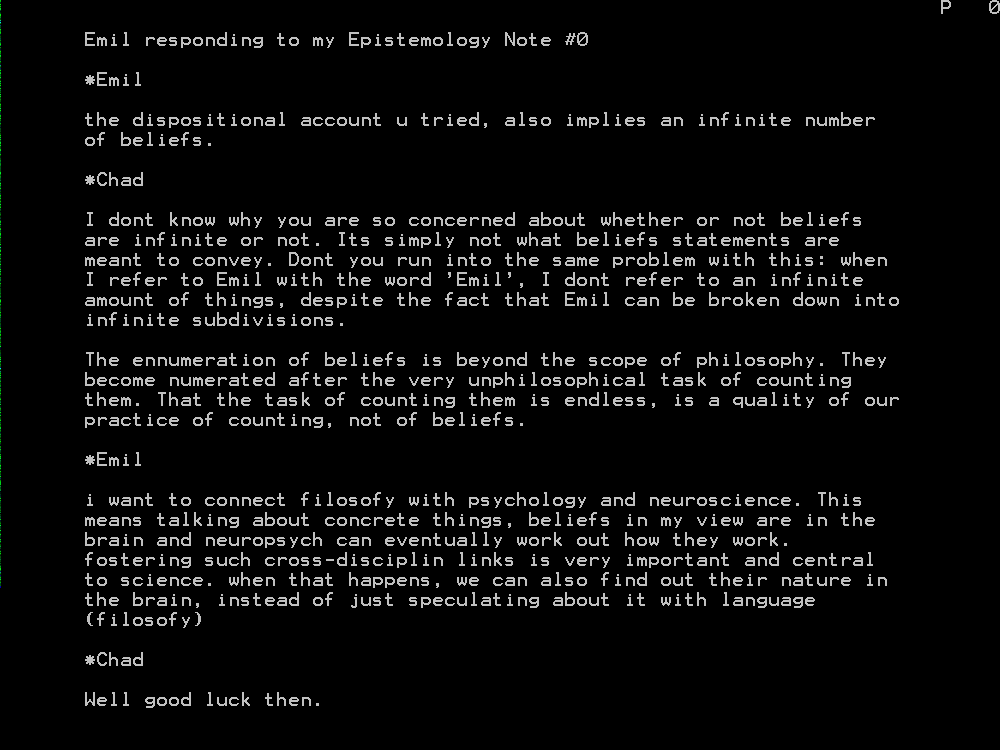 P 0
Emil responding to my Epistemology Note #0
*Emil
the dispositional account u tried, also implies an infinite number
of beliefs.
*Chad
I dont know why you are so concerned about whether or not beliefs
are infinite or not. Its simply not what beliefs statements are
meant to convey. Dont you run into the same problem with this: when
I refer to Emil with the word 'Emil', I dont refer to an infinite
amount of things, despite the fact that Emil can be broken down into
infinite subdivisions.
The ennumeration of beliefs is beyond the scope of philosophy. They
become numerated after the very unphilosophical task of counting
them. That the task of counting them is endless, is a quality of our
practice of counting, not of beliefs.
*Emil
i want to connect filosofy with psychology and neuroscience. This
means talking about concrete things, beliefs in my view are in the
brain and neuropsych can eventually work out how they work.
fostering such cross-disciplin links is very important and central
to science. when that happens, we can also find out their nature in
the brain, instead of just speculating about it with language
(filosofy)
*Chad
Well good luck then.